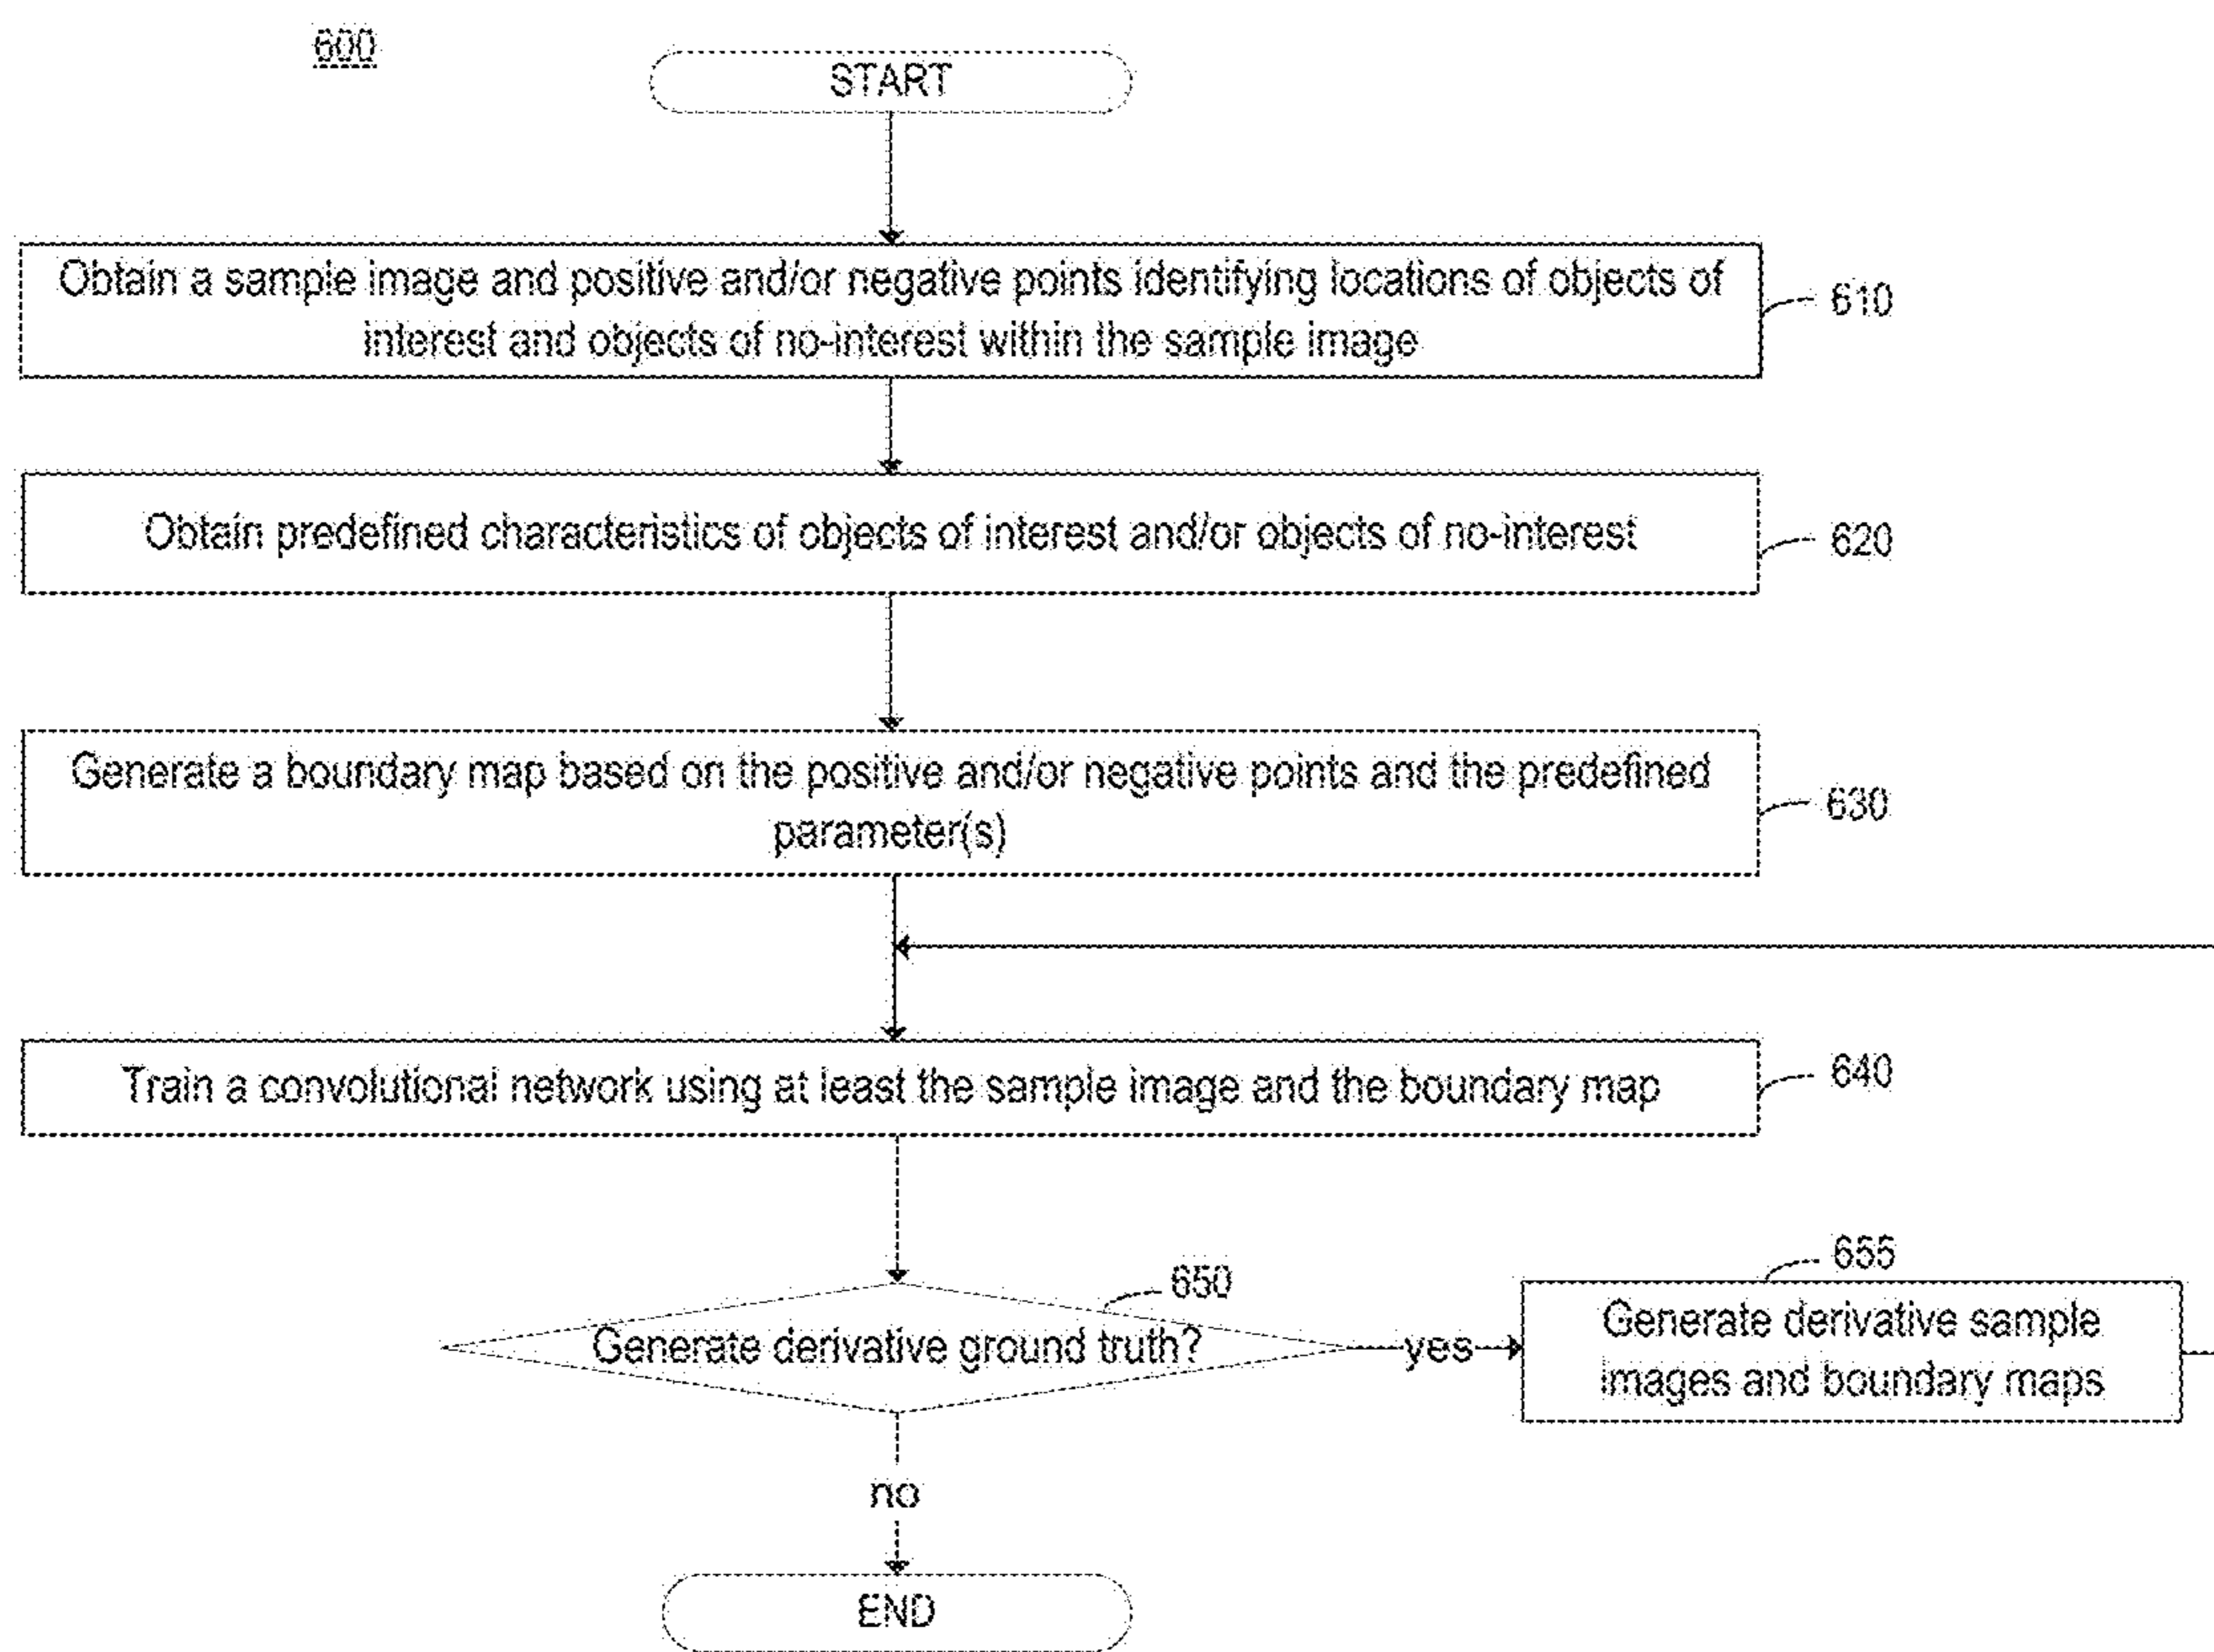 600
START
Obtain a sample image and positive and/or negative points identifying locations of objects of
interest and objects of no-interest within the sample image
610
Obtain predefined characteristics of objects of interest and/or objects of no-interest
620
Generate a boundary map based on the positive and/or negative points and the predefined
parameter(s)
630
Train a convolutional network using at least the sample image and the boundary map
640
650
Generate derivative ground truth?
yes
655
Generate derivative sample
images and boundary maps
no
END